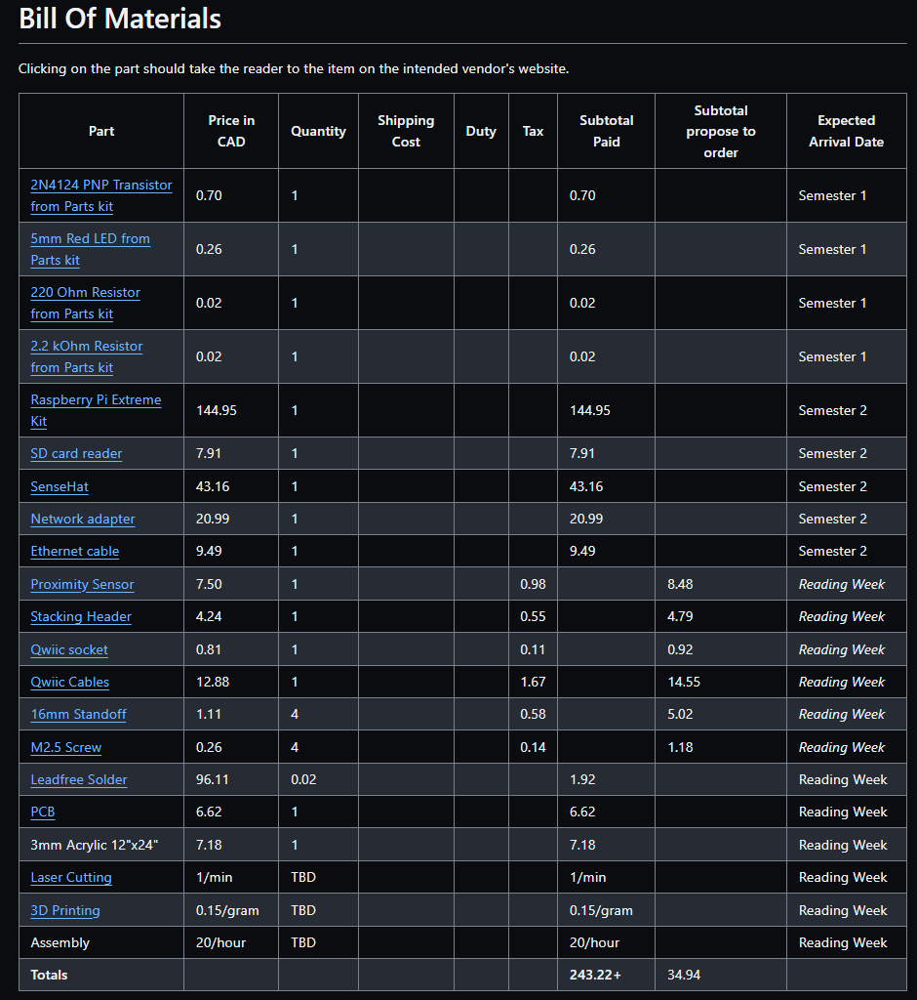 Bill Of Materials
Clicking on the part should take the reader to the item on the intended vendor's website.
Part Price in CAD Quantity Shipping Cost Duty Tax Subtotal Paid Subtotal propose to order Expected Arrival Date
2N4124 PNP Transistor from Parts kit 0.70 1 0.70 Semester 1
5mm Red LED from Parts kit 0.26 1 0.26 Semester 1
220 Ohm Resistor from Parts kit 0.02 1 0.02 Semester 1
2.2 kOhm Resistor from Parts kit 0.02 1 0.02 Semester 1
Raspberry Pi Extreme Kit 144.95 1 144.95 Semester 2
SD card reader 7.91 1 7.91 Semester 2
SenseHat 43.16 1 43.16 Semester 2
Network adapter 20.99 1 20.99 Semester 2
Ethernet cable 9.49 1 9.49 Semester 2
Proximity Sensor 7.50 1 0.98 8.48 Reading Week
Stacking Header 4.24 1 0.55 4.79 Reading Week
Qwiic socket 0.81 1 0.11 0.92 Reading Week
Qwiic Cables 12.88 1 1.67 14.55 Reading Week
16mm Standoff 1.11 4 0.58 5.02 Reading Week
M2.5 Screw 0.26 4 0.14 1.18 Reading Week
Leadfree Solder 96.11 0.02 1.92 Reading Week
PCB 6.62 1 6.62 Reading Week
3mm Acrylic 12"x24" 7.18 1 7.18 Reading Week
Laser Cutting 1/min TBD 1/min Reading Week
3D Printing 0.15/gram TBD 0.15/gram Reading Week
Assembly 20/hour TBD 20/hour Reading Week
Totals 243.22+ 34.94